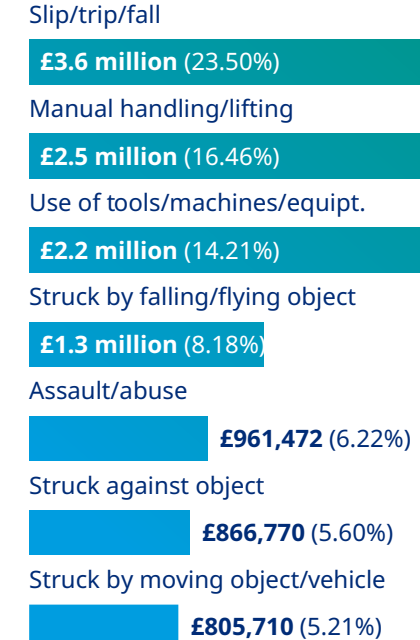 Slip/trip/fall
£3.6 million (23.50%)
Manual handling/lifting
£2.5 million (16.46%)
Use of tools/machines/equipt.
£2.2 million (14.21%)
Struck by falling/flying object
£1.3 million (8.18%)
Assault/abuse
£961,472 (6.22%)
Struck against object
£866,770 (5.60%)
Struck by moving object/vehicle
£805,710 (5.21%)